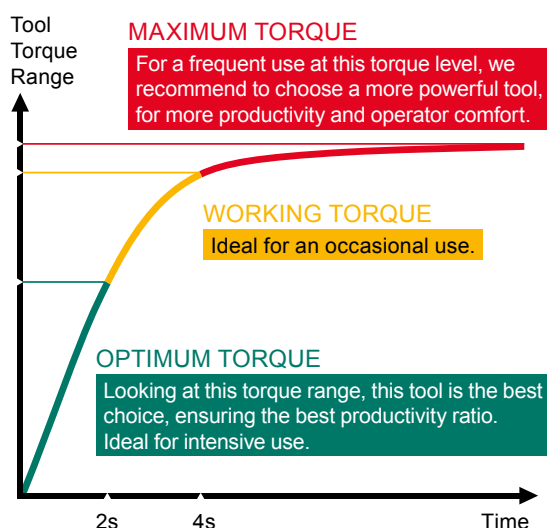 Tool
Torque
Range
MAXIMUM TORQUE
For a frequent use at this torque level, we
recommend to choose a more powerful tool,
for more productivity and operator comfort.
WORKING TORQUE
Ideal for an occasional use.
OPTIMUM TORQUE
Looking at this torque range, this tool is the best
choice, ensuring the best productivity ratio.
Ideal for intensive use.
2s
4s
Time